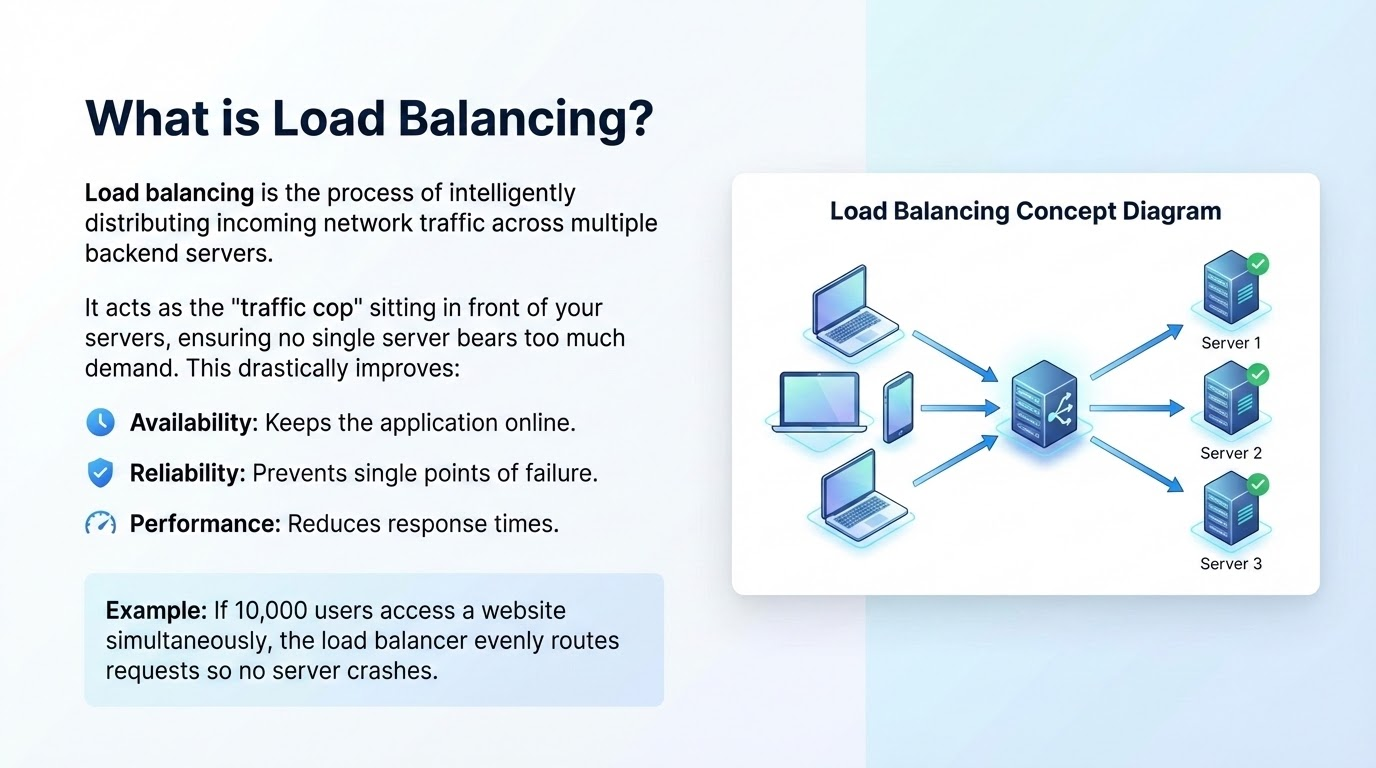 What is Load Balancing?
Load balancing is the process of intelligently
distributing incoming network traffic across multiple
backend servers.
It acts as the "traffic cop" sitting in front of your
servers, ensuring no single server bears too much
demand. This drastically improves:
Availability: Keeps the application online.
Reliability: Prevents single points of failure.
Performance: Reduces response times.
Example: If 10,000 users access a website
simultaneously, the load balancer evenly routes
requests so no server crashes.
Load Balancing Concept Diagram
Server 1
Server 2
Server 3